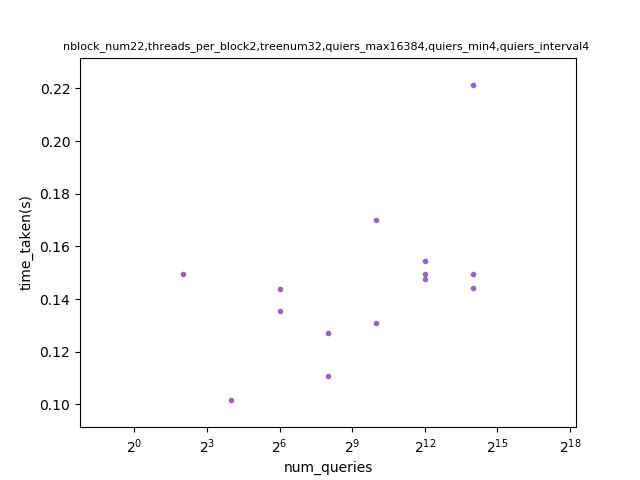 nblock_num22,threads_per_block2,treenum32,quiers_max16384,quiers_min4,quiers_interval4
0.22
0.20
0.18
0.16
0.14
0.12
0.10
time_taken(s)
2^0 2^3 2^6 2^9 2^12 2^15 2^18
num_queries